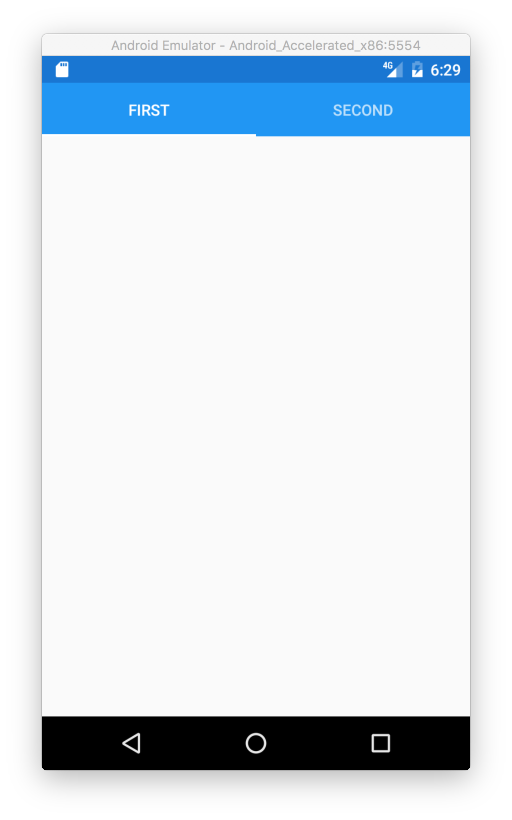 Android Emulator - Android_Accelerated_x86:5554
4G 6:29
FIRST SECOND